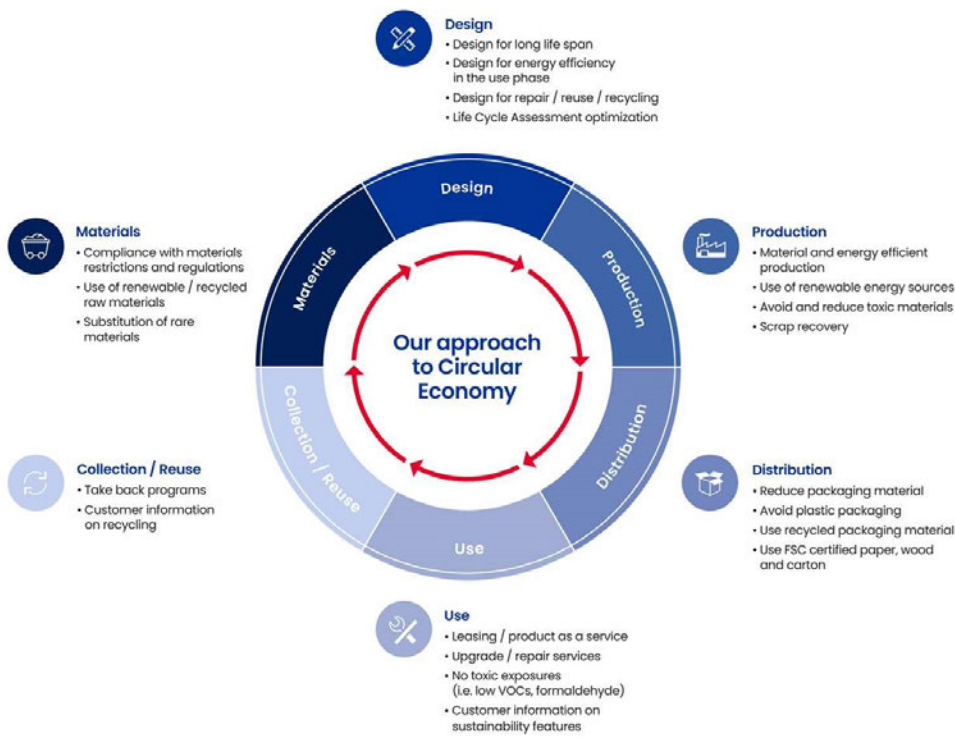 Design
• Design for long life span
• Design for energy efficiency
in the use phase
• Design for repair / reuse / recycling
• Life Cycle Assessment optimization
Design
Materials
• Compliance with materials
restrictions and regulations
• Use of renewable / recycled
raw materials
• Substitution of rare
materials
Materials
Production
Production
• Material and energy efficient
production
• Use of renewable energy sources
• Avoid and reduce toxic materials
• Scrap recovery
Our approach
to Circular
Economy
Collection / Reuse
• Take back programs
• Customer information
on recycling
Collection / Reuse
Distribution
Distribution
• Reduce packaging material
• Avoid plastic packaging
• Use recycled packaging material
• Use FSC certified paper, wood
and carton
Use
Use
• Leasing / product as a service
• Upgrade / repair services
• No toxic exposures
(i.e. low VOCs, formaldehyde)
• Customer information on
sustainability features